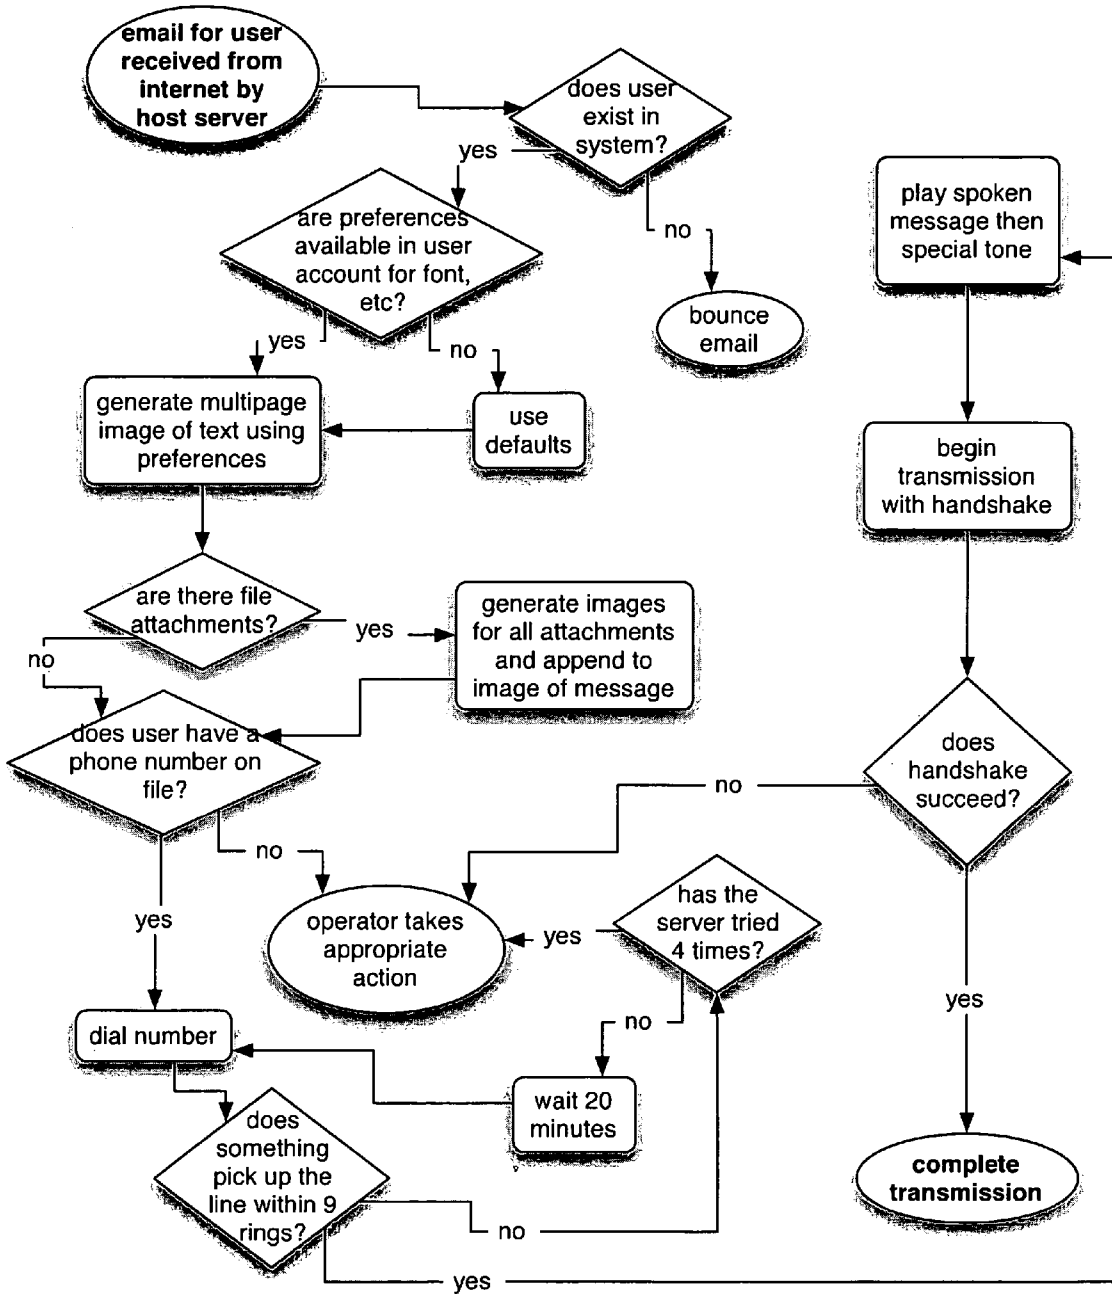 email for user
received from
internet by
host server
does user
exist in
system?
yes
no
bounce
email
are preferences
available in user
account for font,
etc?
yes
no
generate multipage
image of text using
preferences
use
defaults
are there file
attachments?
yes
no
generate images
for all attachments
and append to
image of message
does user have a
phone number on
file?
no
yes
operator takes
appropriate
action
dial number
does
something
pick up the
line within 9
rings?
no
yes
has the
server tried
4 times?
yes
no
wait 20
minutes
play spoken
message then
special tone
begin
transmission
with handshake
does
handshake
succeed?
no
yes
complete
transmission